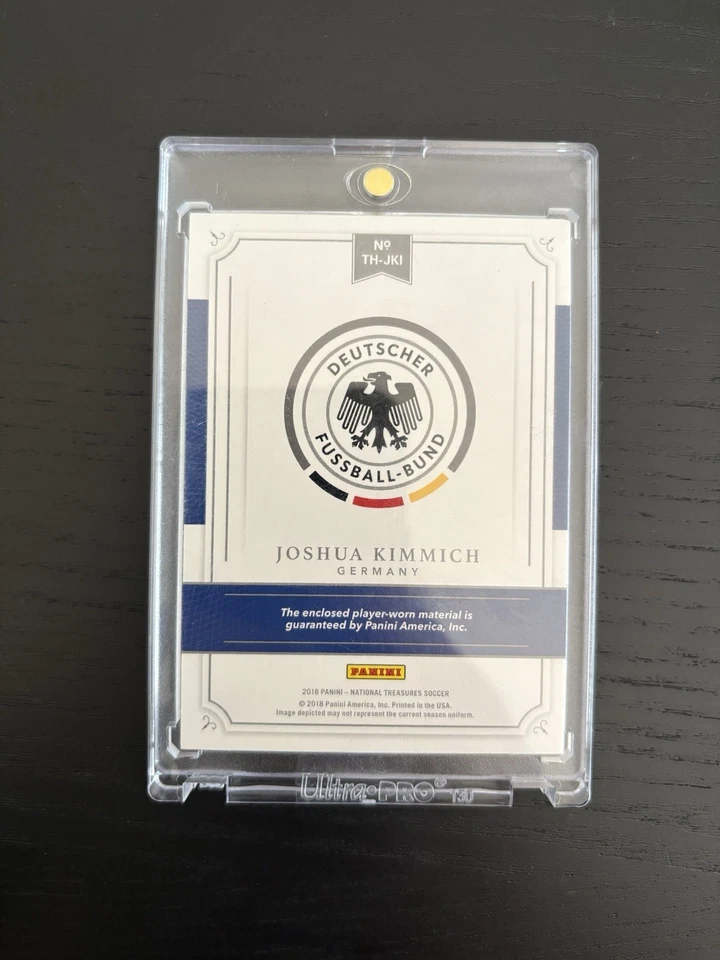 Nº
TH-JKI
DEUTSCHER
FUSSBALL-BUND
JOSHUA KIMMICH
GERMANY
The enclosed player-worn material is
guaranteed by Panini America, Inc.
PANINI
2018 PANINI – NATIONAL TREASURES SOCCER
© 2018 Panini America, Inc. Printed in the USA.
Image depicted may not represent the current season uniform.
Ultra•PRO® 130